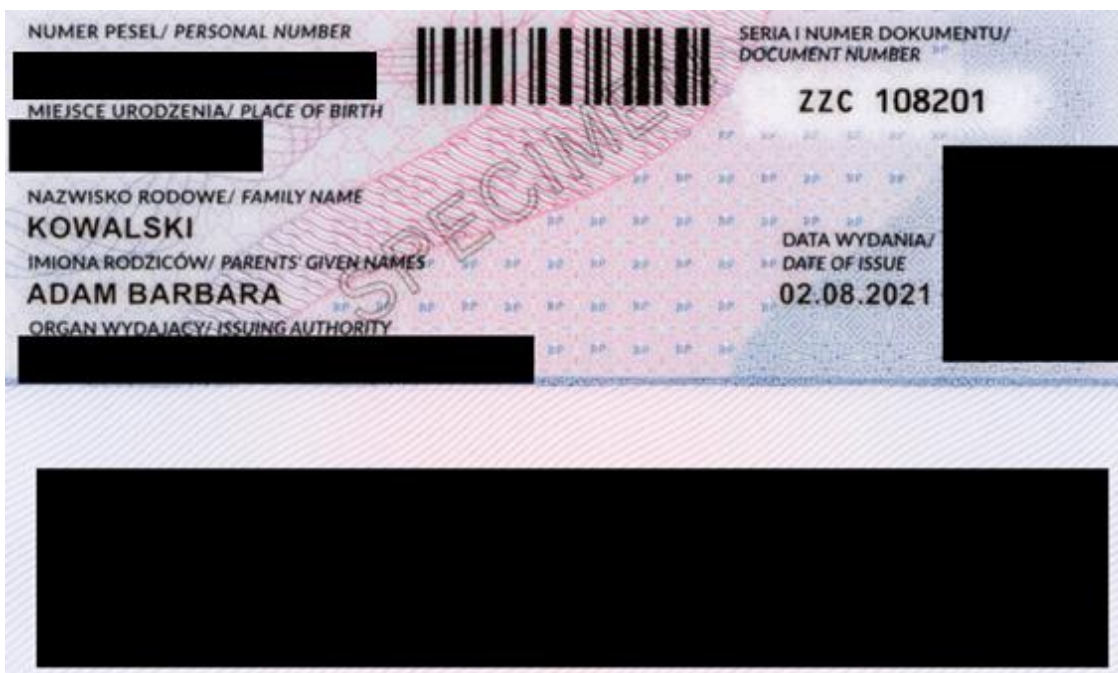 NUMER PESEL/ PERSONAL NUMBER
SERIA I NUMER DOKUMENTU/
DOCUMENT NUMBER
ZZC 108201
MIEJSCE URODZENIA/ PLACE OF BIRTH
SPECIMEN
NAZWISKO RODOWE/ FAMILY NAME
KOWALSKI
DATA WYDANIA/
DATE OF ISSUE
02.08.2021
IMIONA RODZICÓW/ PARENTS' GIVEN NAMES
ADAM BARBARA
ORGAN WYDAJĄCY/ ISSUING AUTHORITY